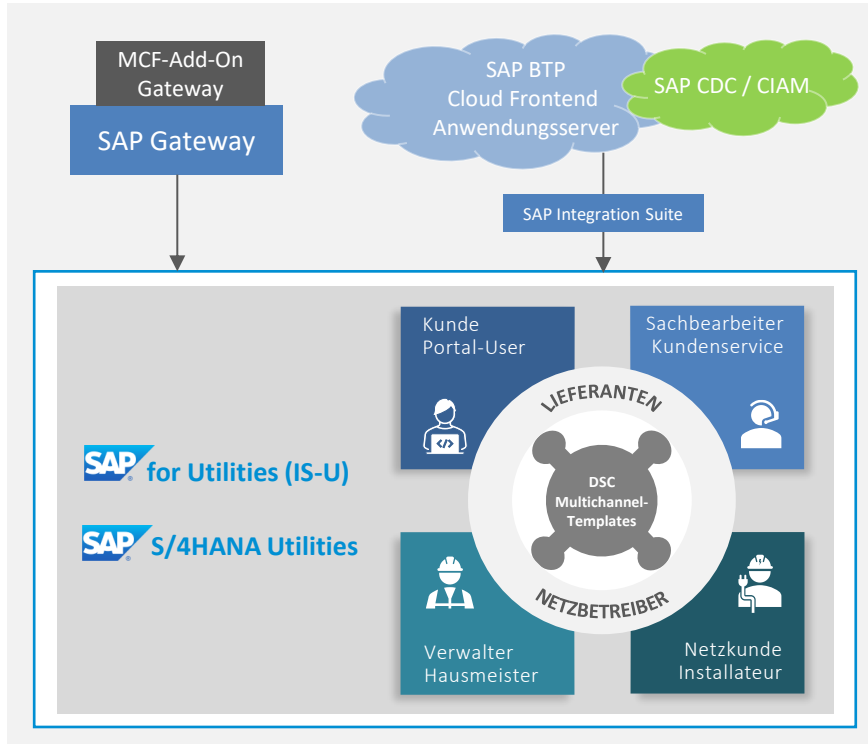 MCF-Add-On
Gateway
SAP Gateway
SAP BTP
Cloud Frontend
Anwendungsserver
SAP CDC / CIAM
SAP Integration Suite
Kunde
Portal-User
Sachbearbeiter
Kundenservice
LIEFERANTEN
</>
DSC
Multichannel-
Templates
SAP® for Utilities (IS-U)
SAP® S/4HANA Utilities
NETZBETREIBER
Verwalter
Hausmeister
Netzkunde
Installateur